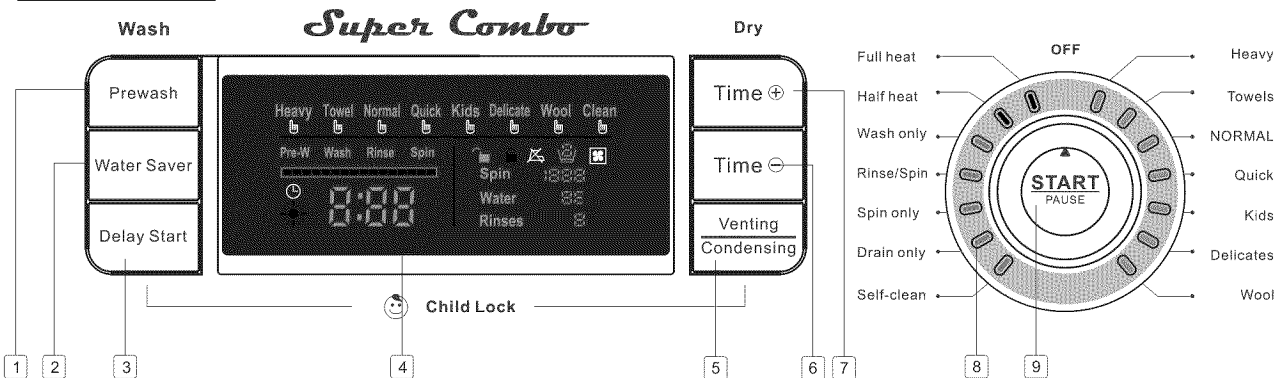 Wash
Super Combo
Dry
Prewash
Water Saver
Delay Start
Heavy Towel Normal Quick Kids Delicate Wool Clean
Pre-W Wash Rinse Spin
Spin
Water
Rinses
8:88
1888
88
8
Time ⊕
Time ⊖
Venting
Condensing
Child Lock
OFF
Full heat
Half heat
Wash only
Rinse/Spin
Spin only
Drain only
Self-clean
START
PAUSE
Heavy
Towels
NORMAL
Quick
Kids
Delicates
Wool
1 2 3 4 5 6 7 8 9